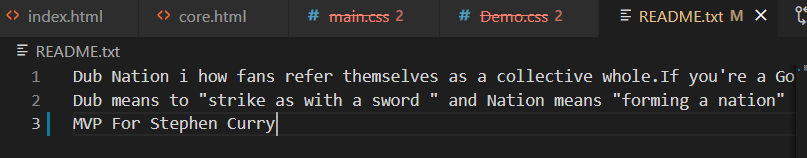 index.html core.html main.css 2 Demo.css 2 README.txt M
README.txt
1 Dub Nation i how fans refer themselves as a collective whole.If you're a Go
2 Dub means to "strike as with a sword " and Nation means "forming a nation"
3 MVP For Stephen Curry